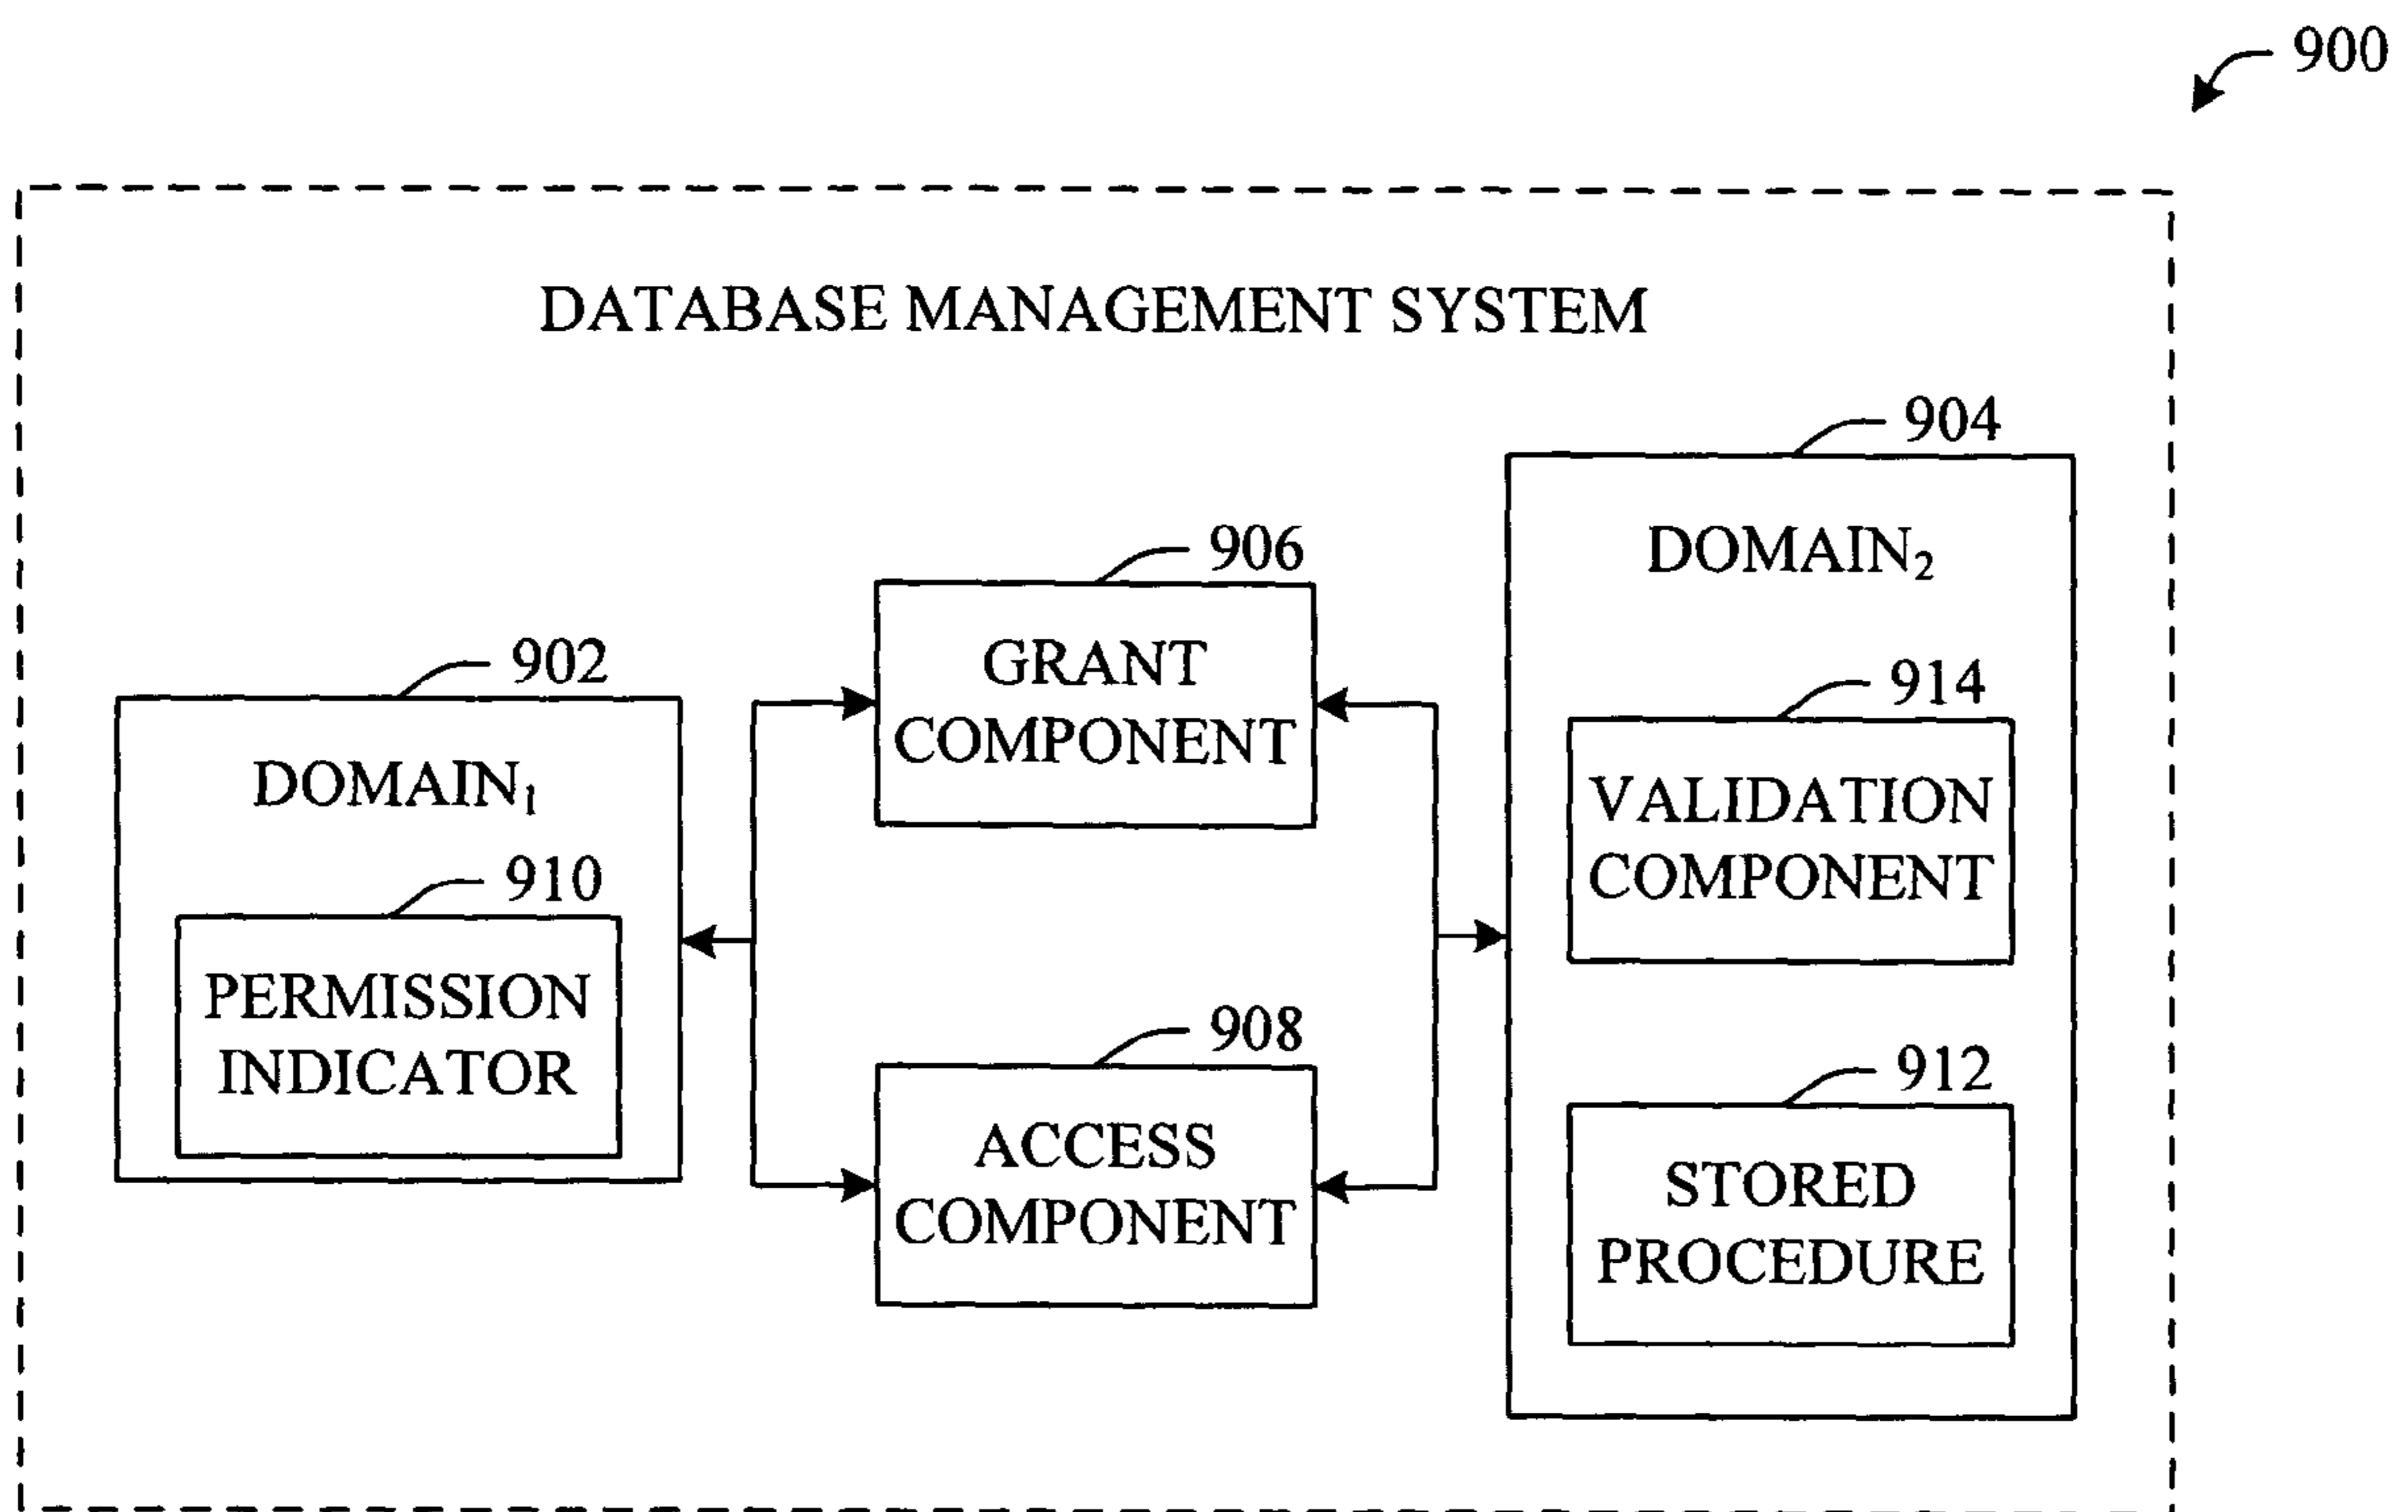 900
DATABASE MANAGEMENT SYSTEM
902
DOMAIN₁
910
PERMISSION
INDICATOR
906
GRANT
COMPONENT
908
ACCESS
COMPONENT
904
DOMAIN₂
914
VALIDATION
COMPONENT
912
STORED
PROCEDURE